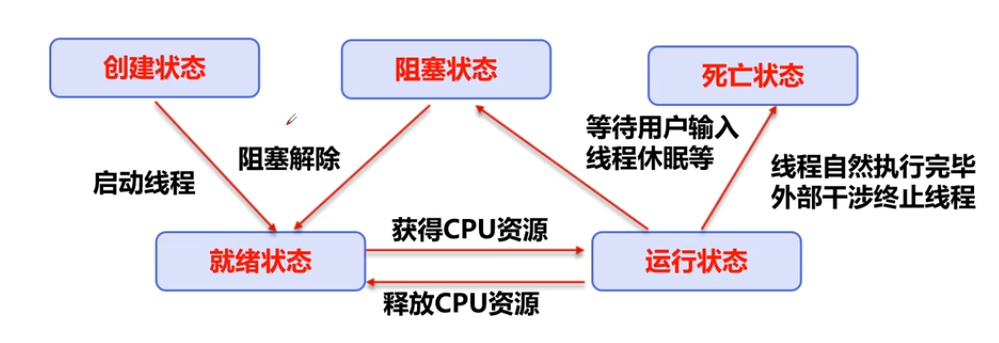 创建状态
阻塞状态
死亡状态
启动线程
阻塞解除
等待用户输入
线程休眠等
线程自然执行完毕
外部干涉终止线程
就绪状态
获得CPU资源
释放CPU资源
运行状态